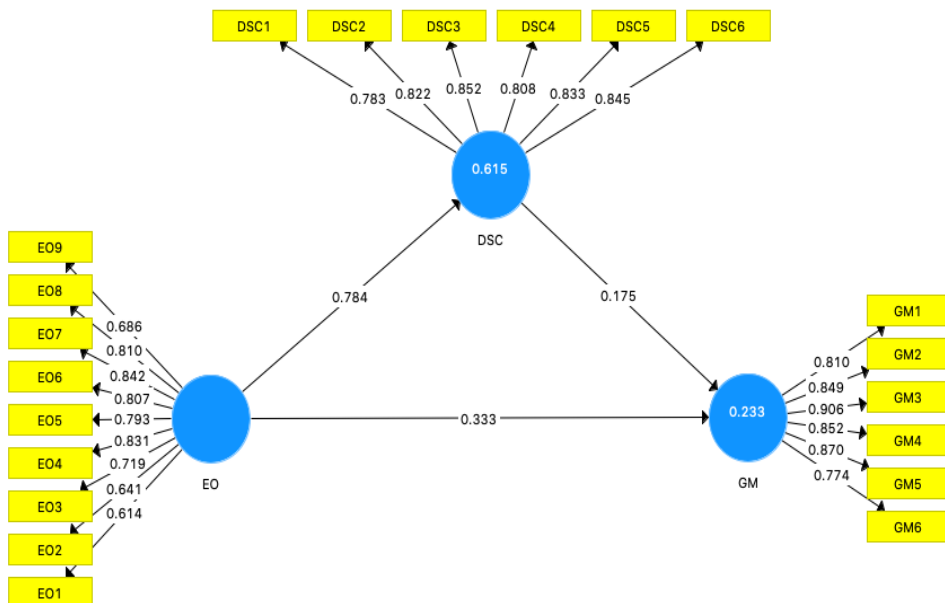 DSC1 DSC2 DSC3 DSC4 DSC5 DSC6
0.783 0.822 0.852 0.808 0.833 0.845
0.615
DSC
0.784
0.175
0.333
EO9
EO8
EO7
EO6
EO5
EO4
EO3
EO2
EO1
0.686
0.810
0.842
0.807
0.793
0.831
0.719
0.641
0.614
EO
0.233
GM
0.810
0.849
0.906
0.852
0.870
0.774
GM1
GM2
GM3
GM4
GM5
GM6